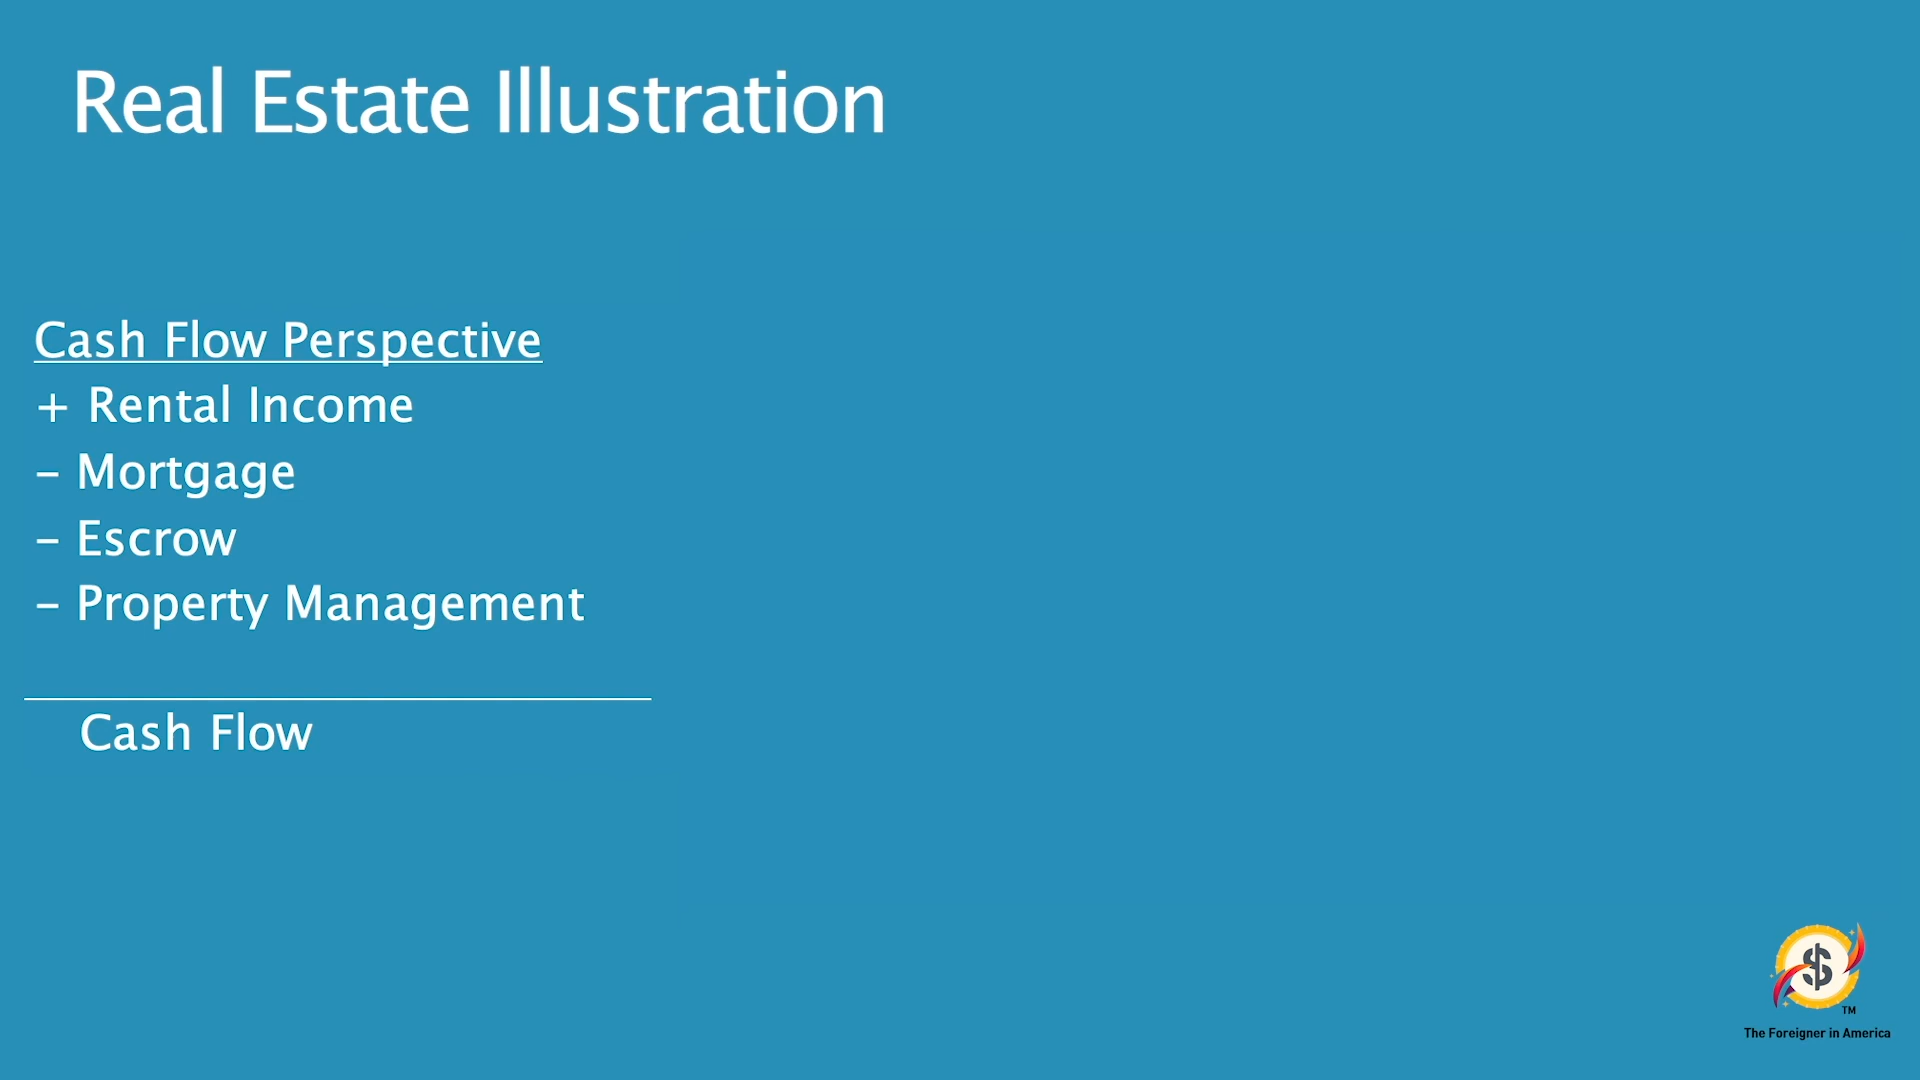 Real Estate Illustration
Cash Flow Perspective
+ Rental Income
– Mortgage
– Escrow
– Property Management
Cash Flow
$
TM
The Foreigner in America